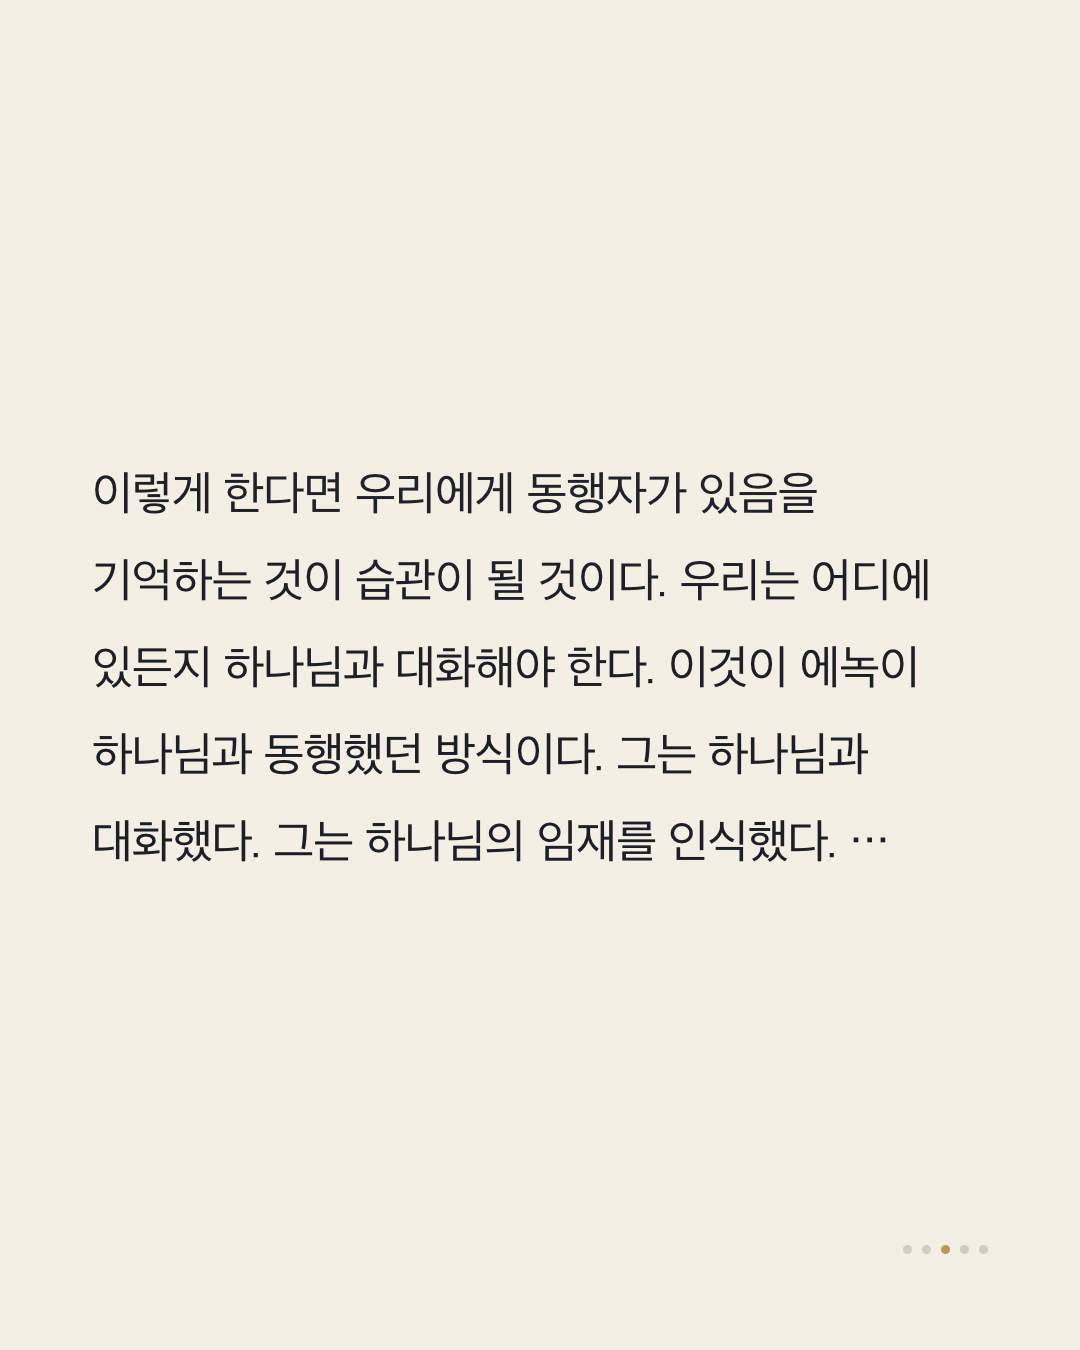 이렇게 한다면 우리에게 동행자가 있음을
기억하는 것이 습관이 될 것이다. 우리는 어디에
있든지 하나님과 대화해야 한다. 이것이 에녹이
하나님과 동행했던 방식이다. 그는 하나님과
대화했다. 그는 하나님의 임재를 인식했다. …